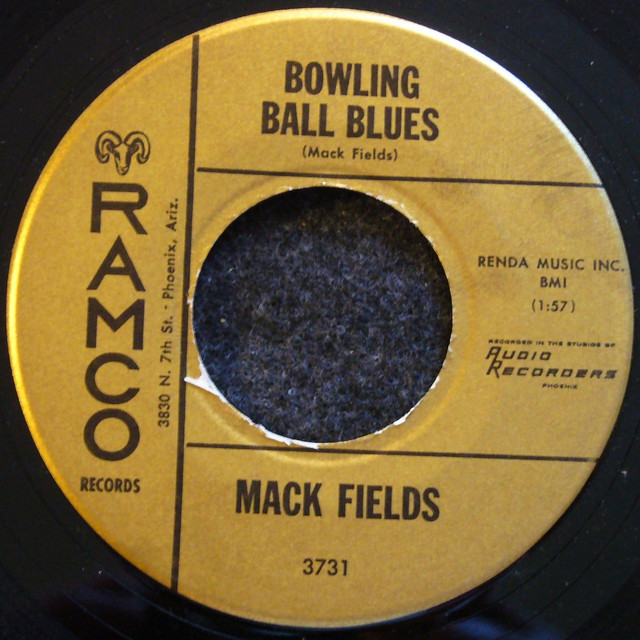 BOWLING
BALL BLUES
(Mack Fields)
RAMCO
RECORDS
3830 N. 7th St. - Phoenix, Ariz.
RENDA MUSIC INC.
BMI
(1:57)
RECORDED IN THE STUDIOS OF
AUDIO
RECORDERS
PHOENIX
MACK FIELDS
3731